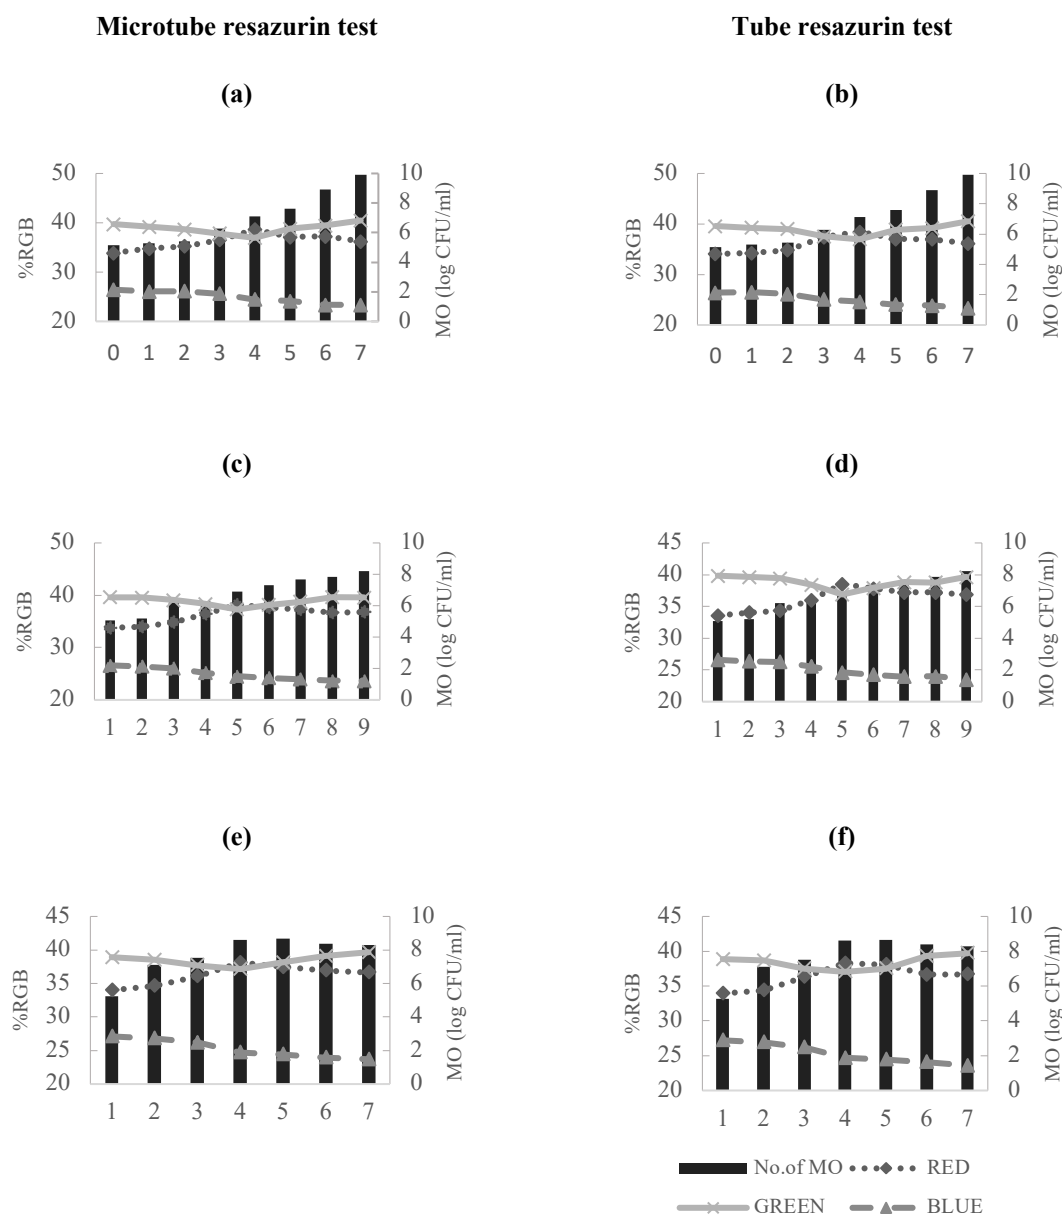 Microtube resazurin test
Tube resazurin test
(a)
(b)
50
40
30
20
%RGB
10
8
6
4
2
0
MO (log CFU/ml)
0 1 2 3 4 5 6 7
50
40
30
20
%RGB
10
8
6
4
2
0
MO (log CFU/ml)
0 1 2 3 4 5 6 7
(c)
(d)
50
40
30
20
%RGB
10
8
6
4
2
0
MO (log CFU/ml)
1 2 3 4 5 6 7 8 9
45
40
35
30
25
20
%RGB
10
8
6
4
2
0
MO (log CFU/ml)
1 2 3 4 5 6 7 8 9
(e)
(f)
45
40
35
30
25
20
%RGB
10
8
6
4
2
0
MO (log CFU/ml)
1 2 3 4 5 6 7
45
40
35
30
25
20
%RGB
10
8
6
4
2
0
MO (log CFU/ml)
1 2 3 4 5 6 7
No.of MO RED
GREEN BLUE